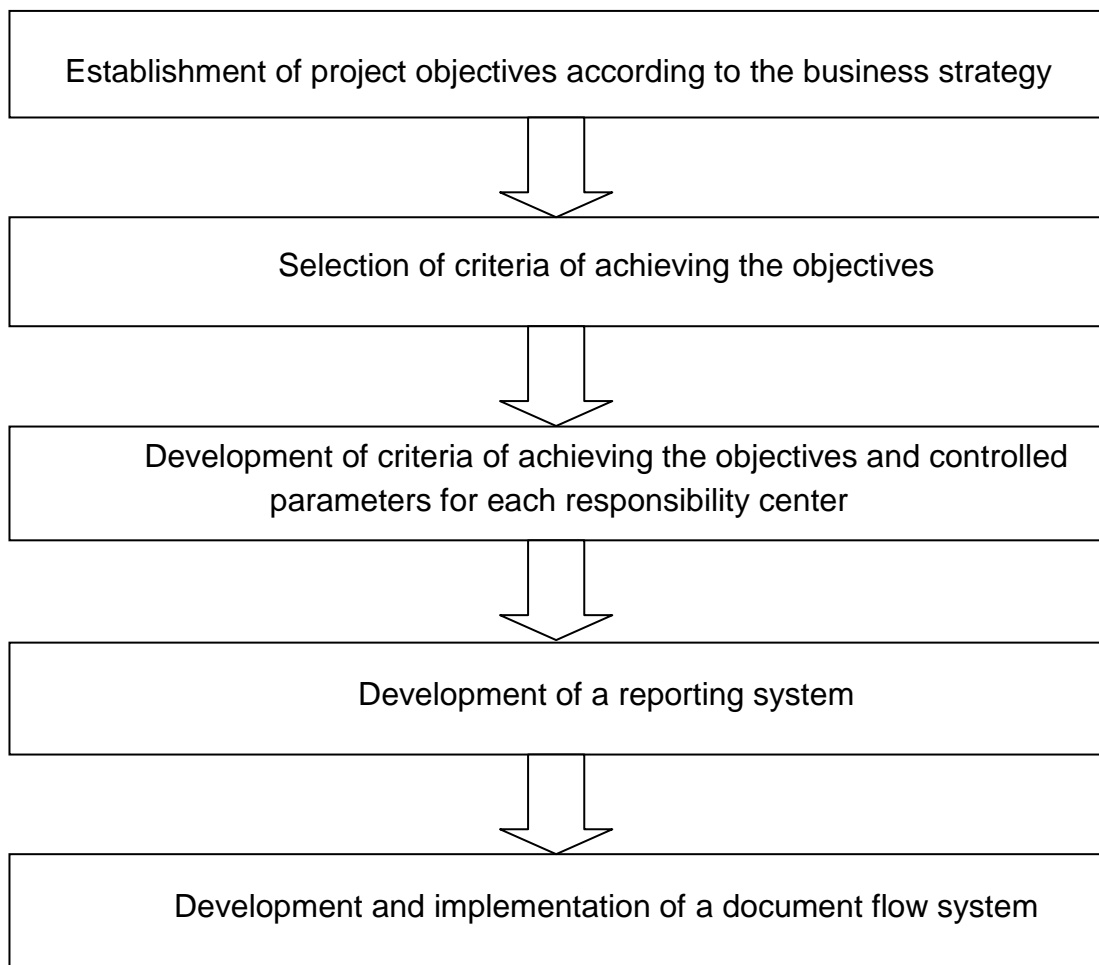 Establishment of project objectives according to the business strategy
Selection of criteria of achieving the objectives
Development of criteria of achieving the objectives and controlled
parameters for each responsibility center
Development of a reporting system
Development and implementation of a document flow system